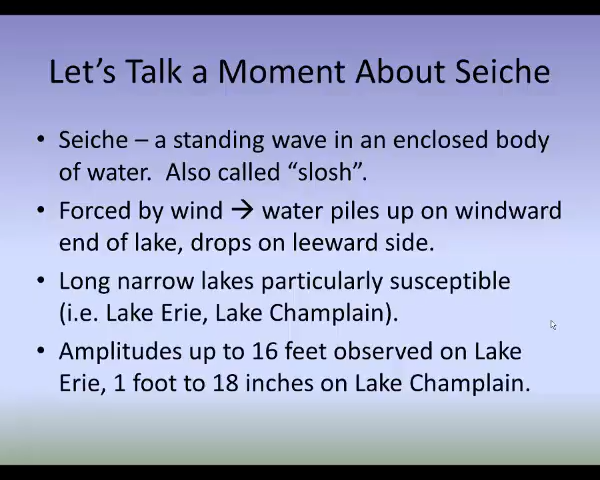 Let’s Talk a Moment About Seiche
• Seiche – a standing wave in an enclosed body
of water.  Also called “slosh”.
• Forced by wind → water piles up on windward
end of lake, drops on leeward side.
• Long narrow lakes particularly susceptible
(i.e. Lake Erie, Lake Champlain).
• Amplitudes up to 16 feet observed on Lake
Erie, 1 foot to 18 inches on Lake Champlain.